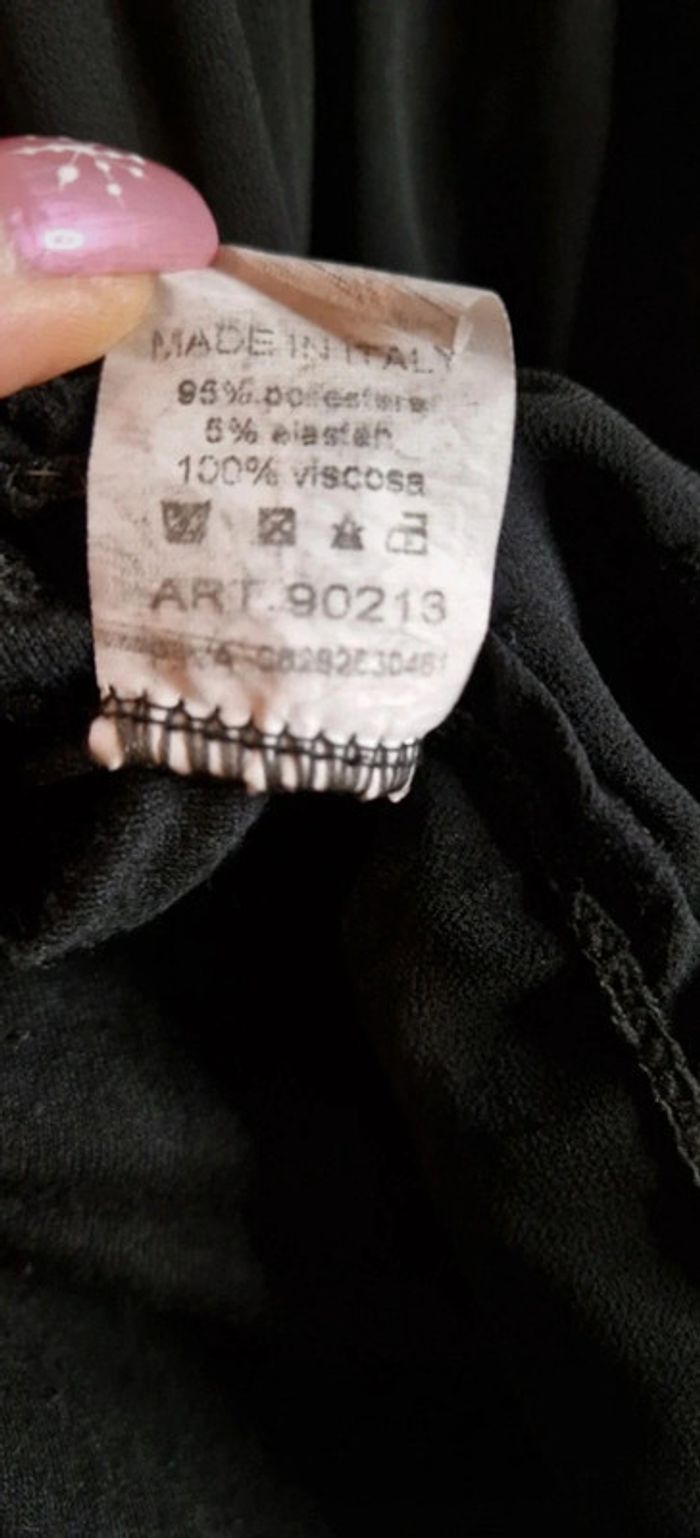 MADE IN ITALY
95% poliestere
5% elastan
100% viscosa
ART. 90213